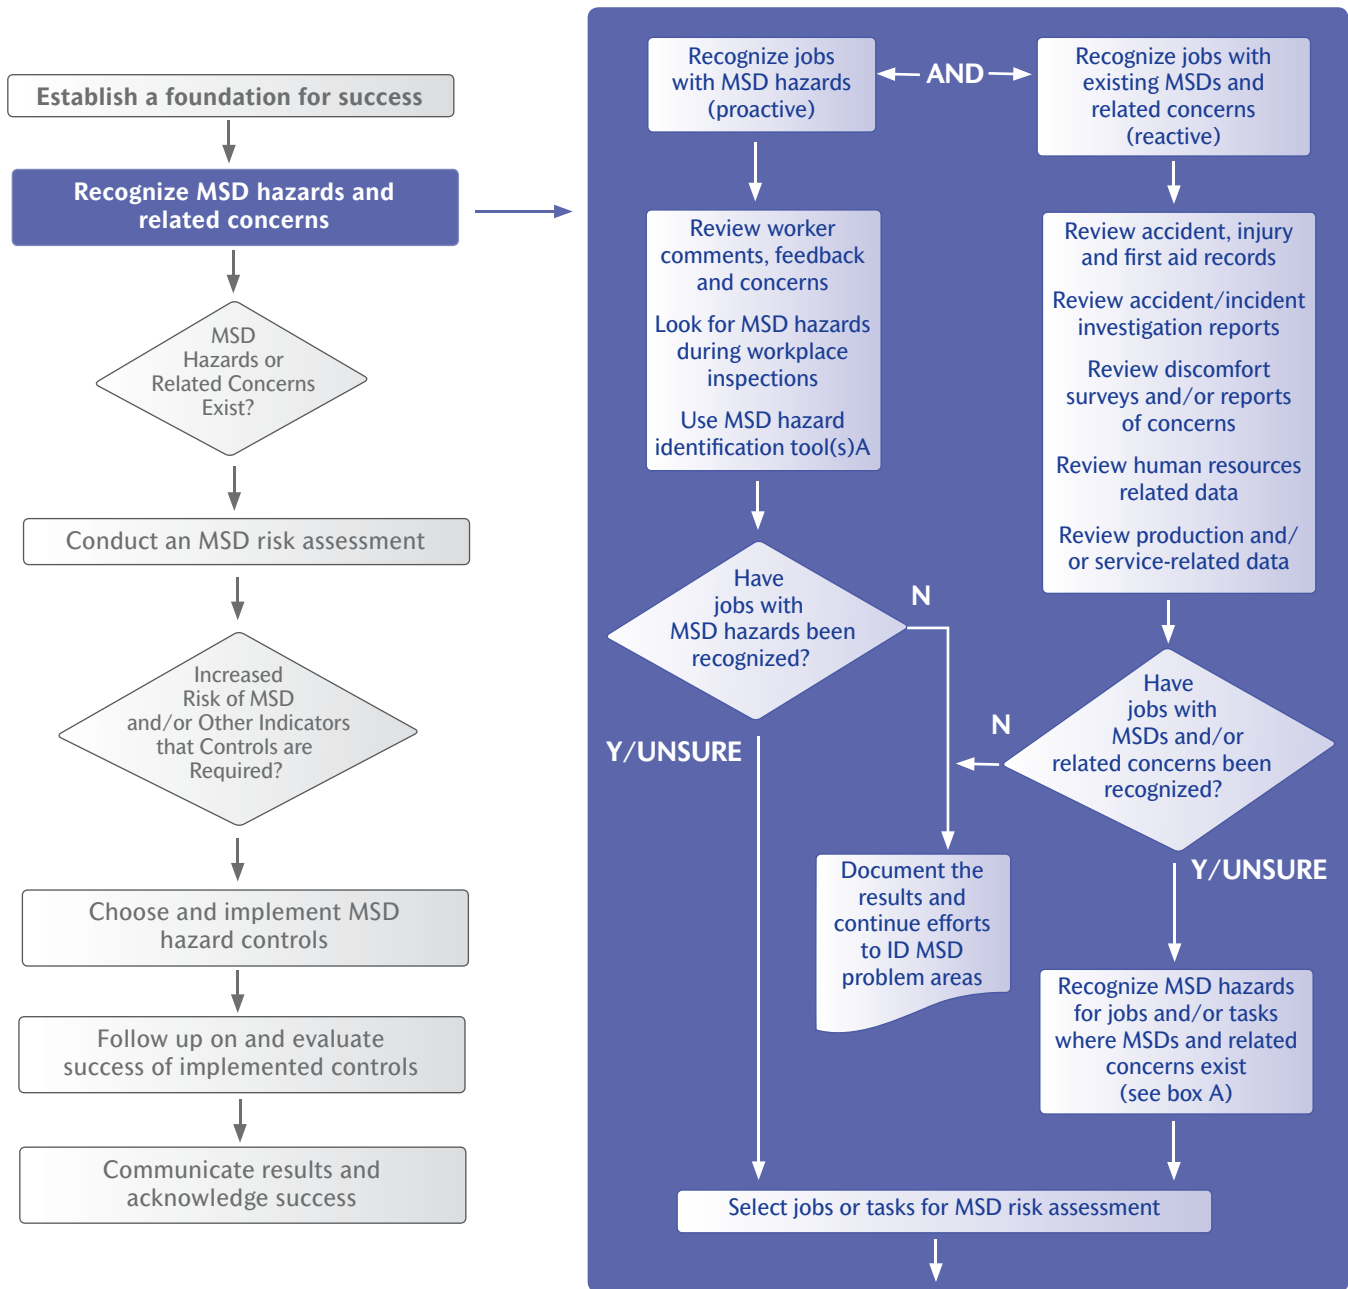 Establish a foundation for success
Recognize MSD hazards and
related concerns
MSD
Hazards or
Related Concerns
Exist?
Conduct an MSD risk assessment
Increased
Risk of MSD
and/or Other Indicators
that Controls are
Required?
Choose and implement MSD
hazard controls
Follow up on and evaluate
success of implemented controls
Communicate results and
acknowledge success
Recognize jobs
with MSD hazards
(proactive)
AND
Recognize jobs with
existing MSDs and
related concerns
(reactive)
Review worker
comments, feedback
and concerns
Look for MSD hazards
during workplace
inspections
Use MSD hazard
identification tool(s)A
Review accident, injury
and first aid records
Review accident/incident
investigation reports
Review discomfort
surveys and/or reports
of concerns
Review human resources
related data
Review production and/
or service-related data
Have
jobs with
MSD hazards been
recognized?
N
Y/UNSURE
Have
jobs with
MSDs and/or
related concerns been
recognized?
N
Y/UNSURE
Document the
results and
continue efforts
to ID MSD
problem areas
Recognize MSD hazards
for jobs and/or tasks
where MSDs and related
concerns exist
(see box A)
Select jobs or tasks for MSD risk assessment